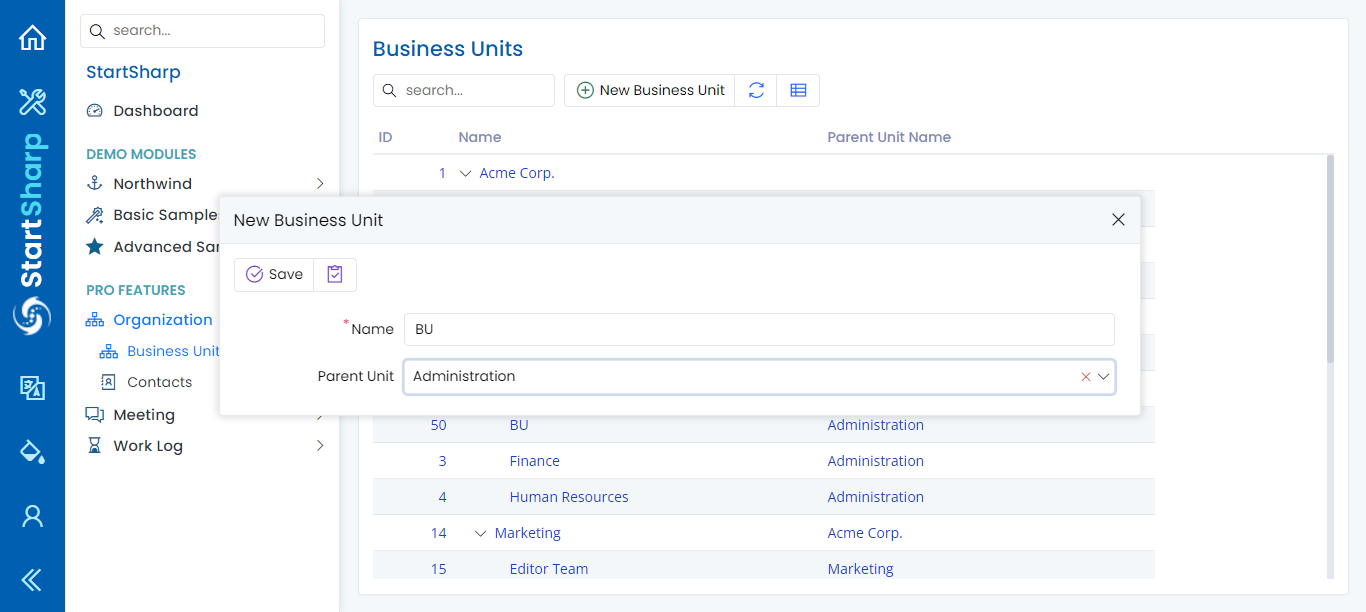 StartSharp
search...
StartSharp
Dashboard
DEMO MODULES
Northwind
Basic Sample
Advanced Sar
PRO FEATURES
Organization
Business Unit
Contacts
Meeting
Work Log
Business Units
search...
New Business Unit
ID Name Parent Unit Name
1 Acme Corp.
New Business Unit
Save
* Name BU
Parent Unit Administration
50 BU Administration
3 Finance Administration
4 Human Resources Administration
14 Marketing Acme Corp.
15 Editor Team Marketing